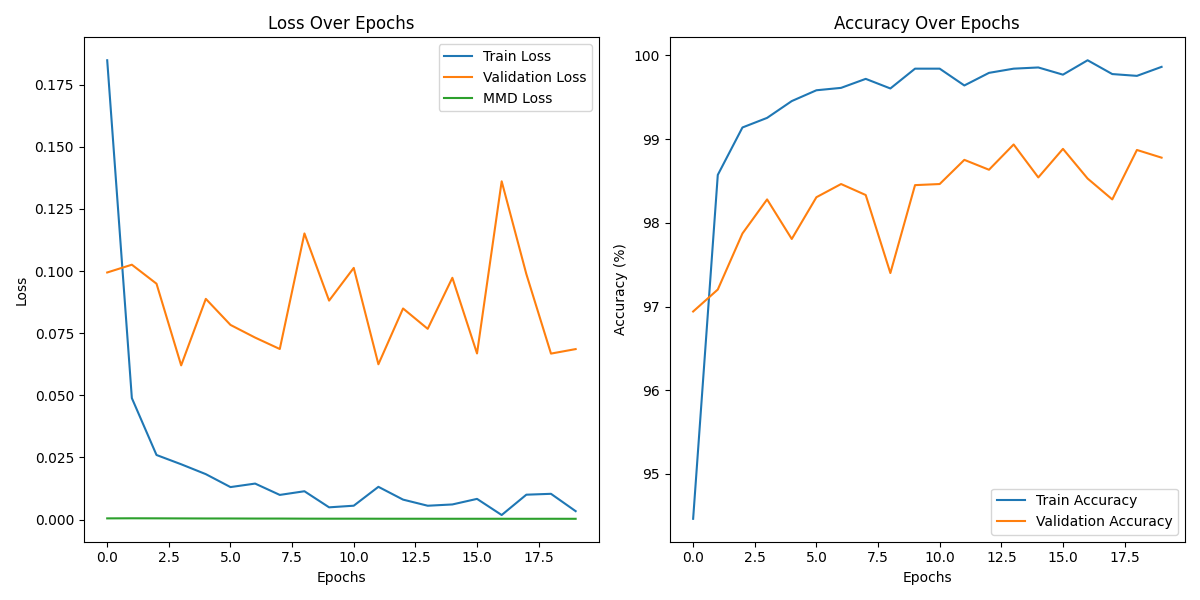 Loss Over Epochs
Train Loss
Validation Loss
MMD Loss
Loss
0.175
0.150
0.125
0.100
0.075
0.050
0.025
0.000
0.0 2.5 5.0 7.5 10.0 12.5 15.0 17.5
Epochs
Accuracy Over Epochs
Accuracy (%)
100
99
98
97
96
95
Train Accuracy
Validation Accuracy
0.0 2.5 5.0 7.5 10.0 12.5 15.0 17.5
Epochs